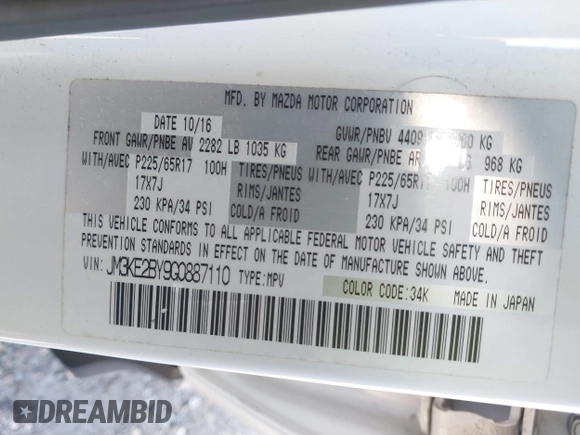 MFD. BY MAZDA MOTOR CORPORATION
DATE 10/16
GVWR/PNBV 4409 KG
FRONT GAWR/PNBE AV 2282 LB 1035 KG
REAR GAWR/PNBE AR 968 KG
WITH/AVEC P225/65R17 100H TIRES/PNEUS
17X7J RIMS/JANTES
230 KPA/34 PSI COLD/A FROID
WITH/AVEC P225/65R17 100H TIRES/PNEUS
17X7J RIMS/JANTES
230 KPA/34 PSI COLD/A FROID
THIS VEHICLE CONFORMS TO ALL APPLICABLE FEDERAL MOTOR VEHICLE SAFETY AND THEFT
PREVENTION STANDARDS IN EFFECT ON THE DATE OF MANUFACTURE SHOWN ABOVE.
VIN: JM3KE2BY9G0887110 TYPE:MPV
COLOR CODE:34K MADE IN JAPAN
DREAMBID